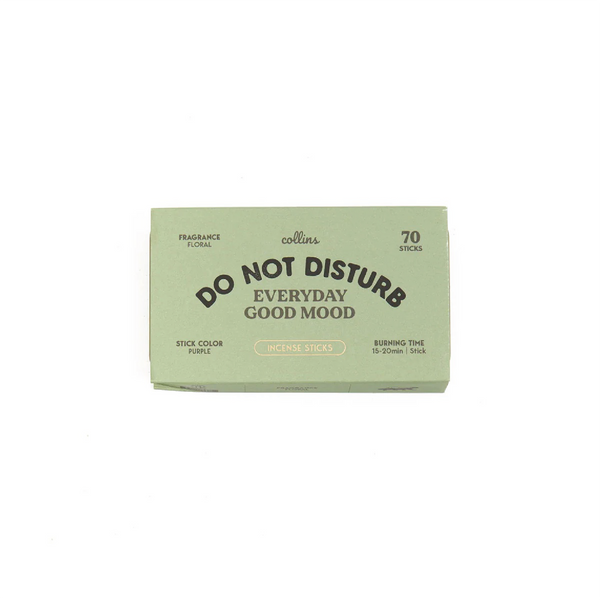 FRAGRANCE
FLORAL
collins
70
STICKS
DO NOT DISTURB
EVERYDAY
GOOD MOOD
STICK COLOR
PURPLE
INCENSE STICKS
BURNING TIME
15-20min | Stick